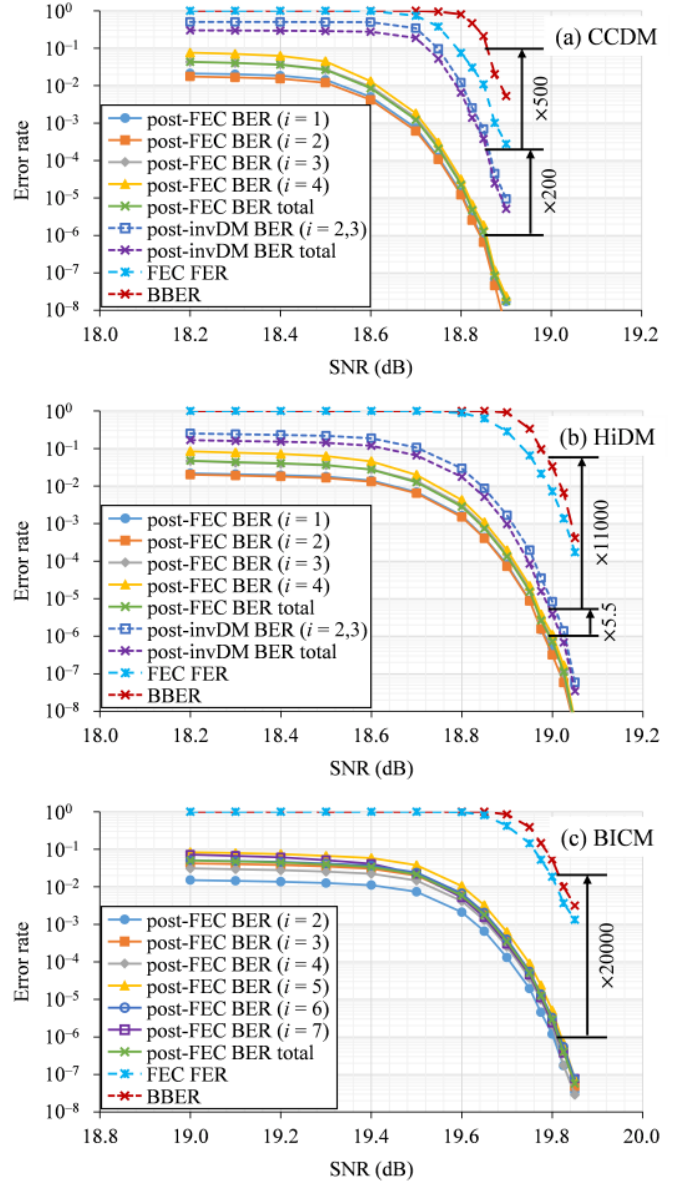 (a) CCDM
10⁰
10⁻¹
10⁻²
10⁻³
10⁻⁴
10⁻⁵
10⁻⁶
10⁻⁷
10⁻⁸
Error rate
post-FEC BER (i = 1)
post-FEC BER (i = 2)
post-FEC BER (i = 3)
post-FEC BER (i = 4)
post-FEC BER total
post-invDM BER (i = 2,3)
post-invDM BER total
FEC FER
BBER
×500
×200
18.0 18.2 18.4 18.6 18.8 19.0 19.2
SNR (dB)
(b) HiDM
10⁰
10⁻¹
10⁻²
10⁻³
10⁻⁴
10⁻⁵
10⁻⁶
10⁻⁷
10⁻⁸
Error rate
post-FEC BER (i = 1)
post-FEC BER (i = 2)
post-FEC BER (i = 3)
post-FEC BER (i = 4)
post-FEC BER total
post-invDM BER (i = 2,3)
post-invDM BER total
FEC FER
BBER
×11000
×5.5
18.0 18.2 18.4 18.6 18.8 19.0 19.2
SNR (dB)
(c) BICM
10⁰
10⁻¹
10⁻²
10⁻³
10⁻⁴
10⁻⁵
10⁻⁶
10⁻⁷
10⁻⁸
Error rate
post-FEC BER (i = 2)
post-FEC BER (i = 3)
post-FEC BER (i = 4)
post-FEC BER (i = 5)
post-FEC BER (i = 6)
post-FEC BER (i = 7)
post-FEC BER total
FEC FER
BBER
×20000
18.8 19.0 19.2 19.4 19.6 19.8 20.0
SNR (dB)